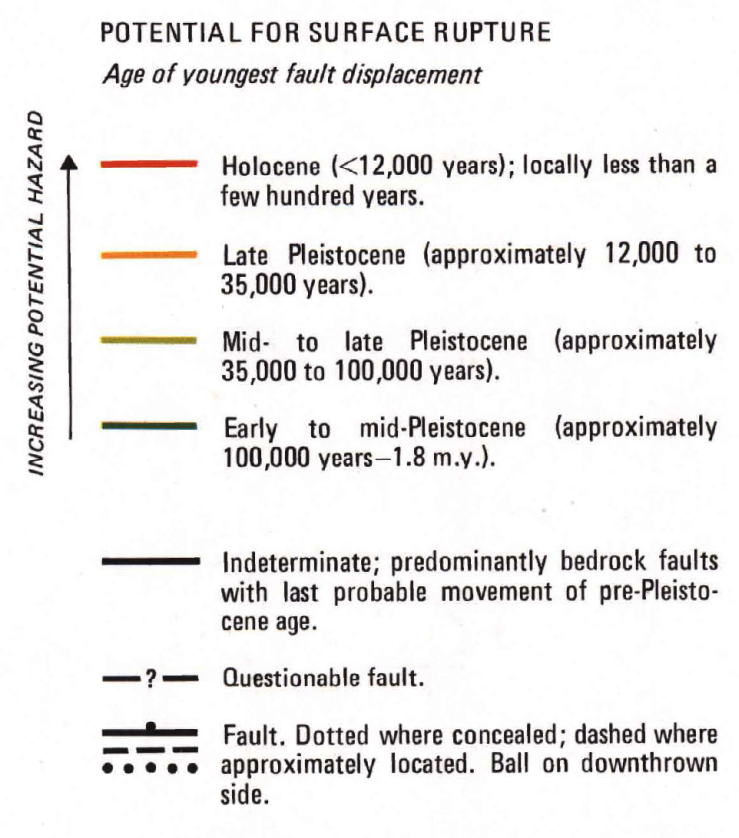 POTENTIAL FOR SURFACE RUPTURE
Age of youngest fault displacement
INCREASING POTENTIAL HAZARD
Holocene (<12,000 years); locally less than a
few hundred years.
Late Pleistocene (approximately 12,000 to
35,000 years).
Mid- to late Pleistocene (approximately
35,000 to 100,000 years).
Early to mid-Pleistocene (approximately
100,000 years–1.8 m.y.).
Indeterminate; predominantly bedrock faults
with last probable movement of pre-Pleisto-
cene age.
? Questionable fault.
Fault. Dotted where concealed; dashed where
approximately located. Ball on downthrown
side.